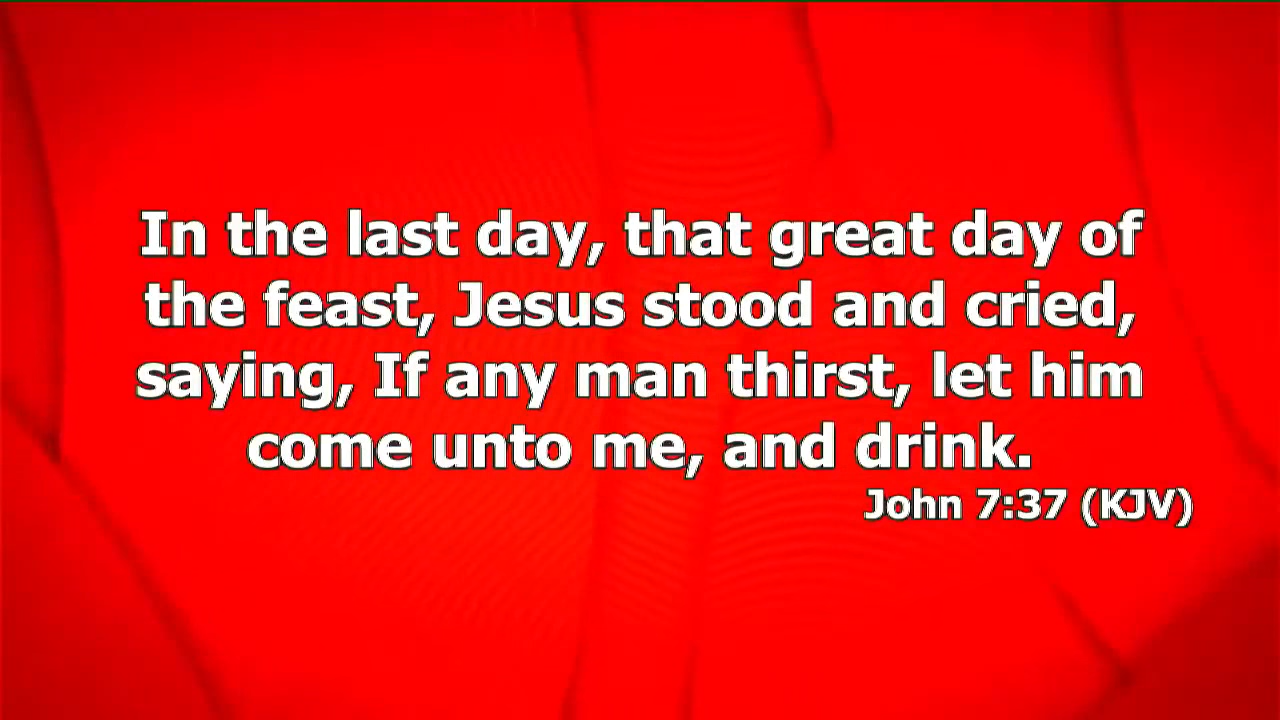 In the last day, that great day of
the feast, Jesus stood and cried,
saying, If any man thirst, let him
come unto me, and drink.
John 7:37 (KJV)